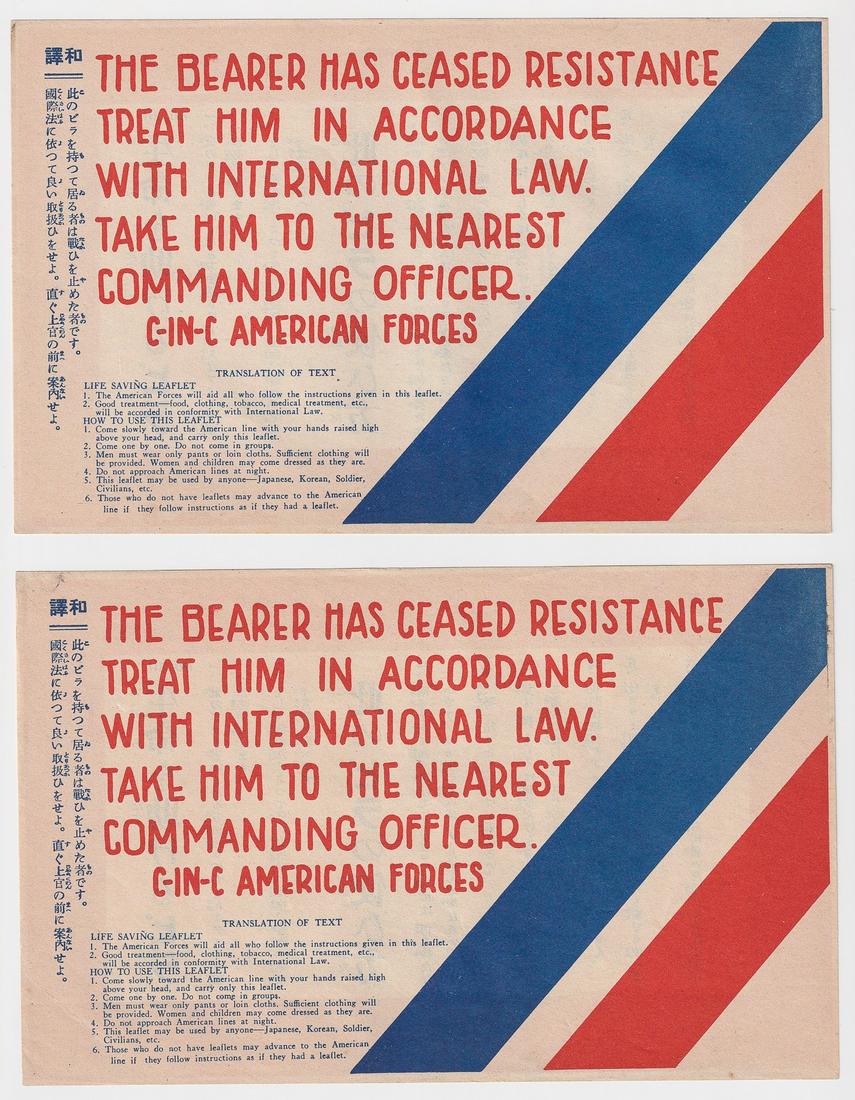 和譯
此のビラを持つて居る者は戰ひを止めた者です。
國際法に依つて良い取扱ひをせよ。直ぐ上官の前に案内せよ。
THE BEARER HAS CEASED RESISTANCE
TREAT HIM IN ACCORDANCE
WITH INTERNATIONAL LAW.
TAKE HIM TO THE NEAREST
COMMANDING OFFICER.
C-IN-C AMERICAN FORCES
TRANSLATION OF TEXT
LIFE SAVING LEAFLET
1. The American Forces will aid all who follow the instructions given in this leaflet.
2. Good treatment—food, clothing, tobacco, medical treatment, etc.,
will be accorded in conformity with International Law.
HOW TO USE THIS LEAFLET
1. Come slowly toward the American line with your hands raised high
above your head, and carry only this leaflet.
2. Come one by one. Do not come in groups.
3. Men must wear only pants or loin cloths. Sufficient clothing will
be provided. Women and children may come dressed as they are.
4. Do not approach American lines at night.
5. This leaflet may be used by anyone—Japanese, Korean, Soldier,
Civilians, etc.
6. Those who do not have leaflets may advance to the American
line if they follow instructions as if they had a leaflet.
和譯
此のビラを持つて居る者は戰ひを止めた者です。
國際法に依つて良い取扱ひをせよ。直ぐ上官の前に案内せよ。
THE BEARER HAS CEASED RESISTANCE
TREAT HIM IN ACCORDANCE
WITH INTERNATIONAL LAW.
TAKE HIM TO THE NEAREST
COMMANDING OFFICER.
C-IN-C AMERICAN FORCES
TRANSLATION OF TEXT
LIFE SAVING LEAFLET
1. The American Forces will aid all who follow the instructions given in this leaflet.
2. Good treatment—food, clothing, tobacco, medical treatment, etc.,
will be accorded in conformity with International Law.
HOW TO USE THIS LEAFLET
1. Come slowly toward the American line with your hands raised high
above your head, and carry only this leaflet.
2. Come one by one. Do not come in groups.
3. Men must wear only pants or loin cloths. Sufficient clothing will
be provided. Women and children may come dressed as they are.
4. Do not approach American lines at night.
5. This leaflet may be used by anyone—Japanese, Korean, Soldier,
Civilians, etc.
6. Those who do not have leaflets may advance to the American
line if they follow instructions as if they had a leaflet.